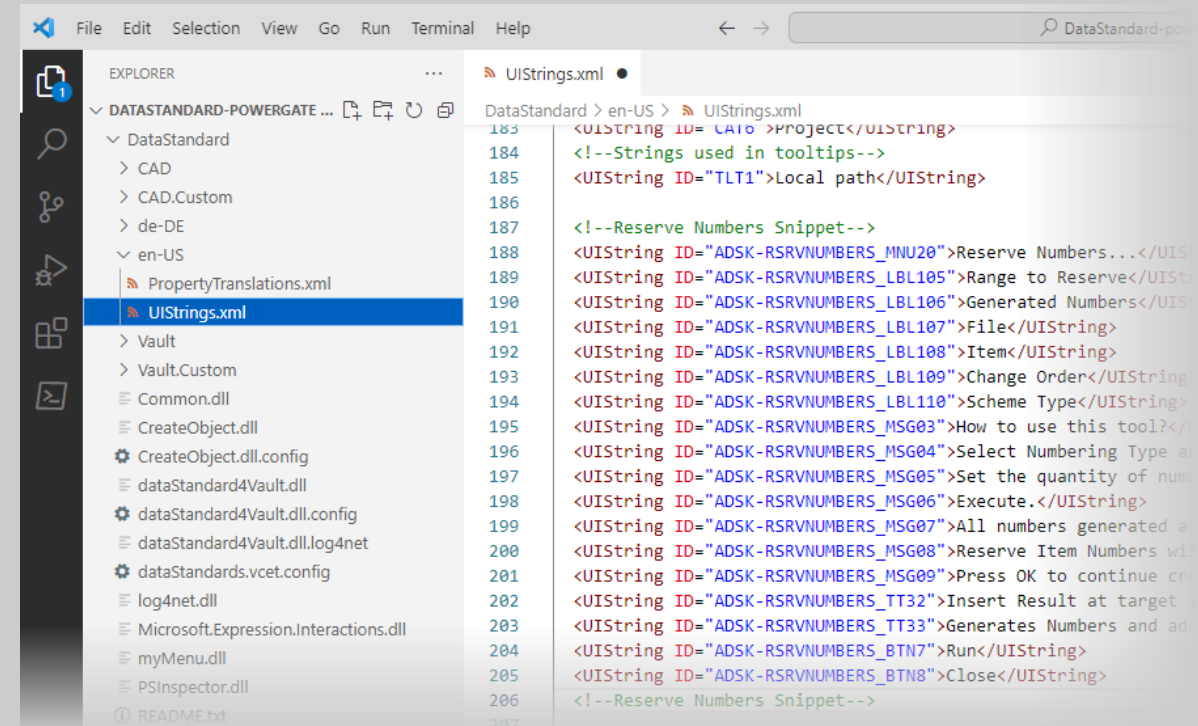 File Edit Selection View Go Run Terminal Help
DataStandard-pow
EXPLORER
UIStrings.xml
1
DATASTANDARD-POWERGATE ...
DataStandard > en-US > UIStrings.xml
DataStandard
CAD
CAD.Custom
de-DE
en-US
PropertyTranslations.xml
UIStrings.xml
Vault
Vault.Custom
Common.dll
CreateObject.dll
CreateObject.dll.config
dataStandard4Vault.dll
dataStandard4Vault.dll.config
dataStandard4Vault.dll.log4net
dataStandards.vcet.config
log4net.dll
Microsoft.Expression.Interactions.dll
myMenu.dll
PSInspector.dll
README.txt
183 <UIString ID="CAT6">Project</UIString>
184 <!--Strings used in tooltips-->
185 <UIString ID="TLT1">Local path</UIString>
186
187 <!--Reserve Numbers Snippet-->
188 <UIString ID="ADSK-RSRVNUMBERS_MNU20">Reserve Numbers...</UISt
189 <UIString ID="ADSK-RSRVNUMBERS_LBL105">Range to Reserve</UIStr
190 <UIString ID="ADSK-RSRVNUMBERS_LBL106">Generated Numbers</UIS
191 <UIString ID="ADSK-RSRVNUMBERS_LBL107">File</UIString>
192 <UIString ID="ADSK-RSRVNUMBERS_LBL108">Item</UIString>
193 <UIString ID="ADSK-RSRVNUMBERS_LBL109">Change Order</UIString
194 <UIString ID="ADSK-RSRVNUMBERS_LBL110">Scheme Type</UIString>
195 <UIString ID="ADSK-RSRVNUMBERS_MSG03">How to use this tool?</
196 <UIString ID="ADSK-RSRVNUMBERS_MSG04">Select Numbering Type a
197 <UIString ID="ADSK-RSRVNUMBERS_MSG05">Set the quantity of num
198 <UIString ID="ADSK-RSRVNUMBERS_MSG06">Execute.</UIString>
199 <UIString ID="ADSK-RSRVNUMBERS_MSG07">All numbers generated a
200 <UIString ID="ADSK-RSRVNUMBERS_MSG08">Reserve Item Numbers wi
201 <UIString ID="ADSK-RSRVNUMBERS_MSG09">Press OK to continue cr
202 <UIString ID="ADSK-RSRVNUMBERS_TT32">Insert Result at target
203 <UIString ID="ADSK-RSRVNUMBERS_TT33">Generates Numbers and ad
204 <UIString ID="ADSK-RSRVNUMBERS_BTN7">Run</UIString>
205 <UIString ID="ADSK-RSRVNUMBERS_BTN8">Close</UIString>
206 <!--Reserve Numbers Snippet-->
207